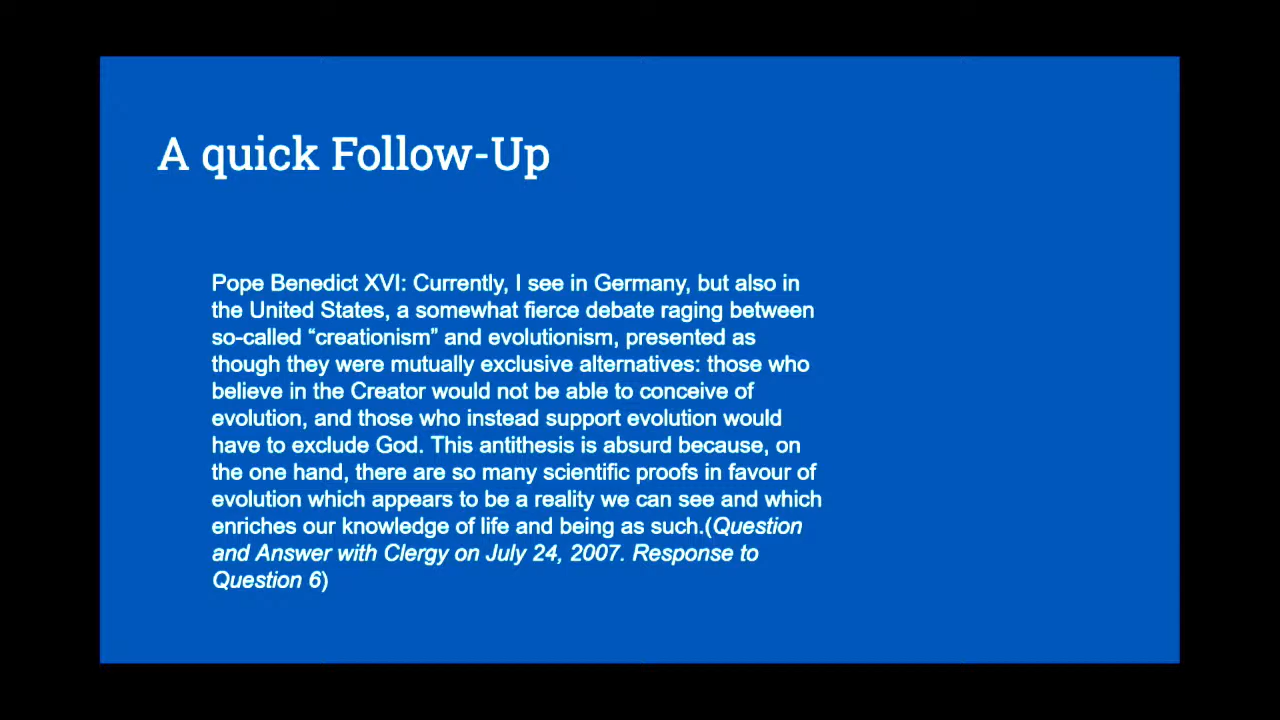 A quick Follow-Up
Pope Benedict XVI: Currently, I see in Germany, but also in
the United States, a somewhat fierce debate raging between
so-called “creationism” and evolutionism, presented as
though they were mutually exclusive alternatives: those who
believe in the Creator would not be able to conceive of
evolution, and those who instead support evolution would
have to exclude God. This antithesis is absurd because, on
the one hand, there are so many scientific proofs in favour of
evolution which appears to be a reality we can see and which
enriches our knowledge of life and being as such.(Question
and Answer with Clergy on July 24, 2007. Response to
Question 6)